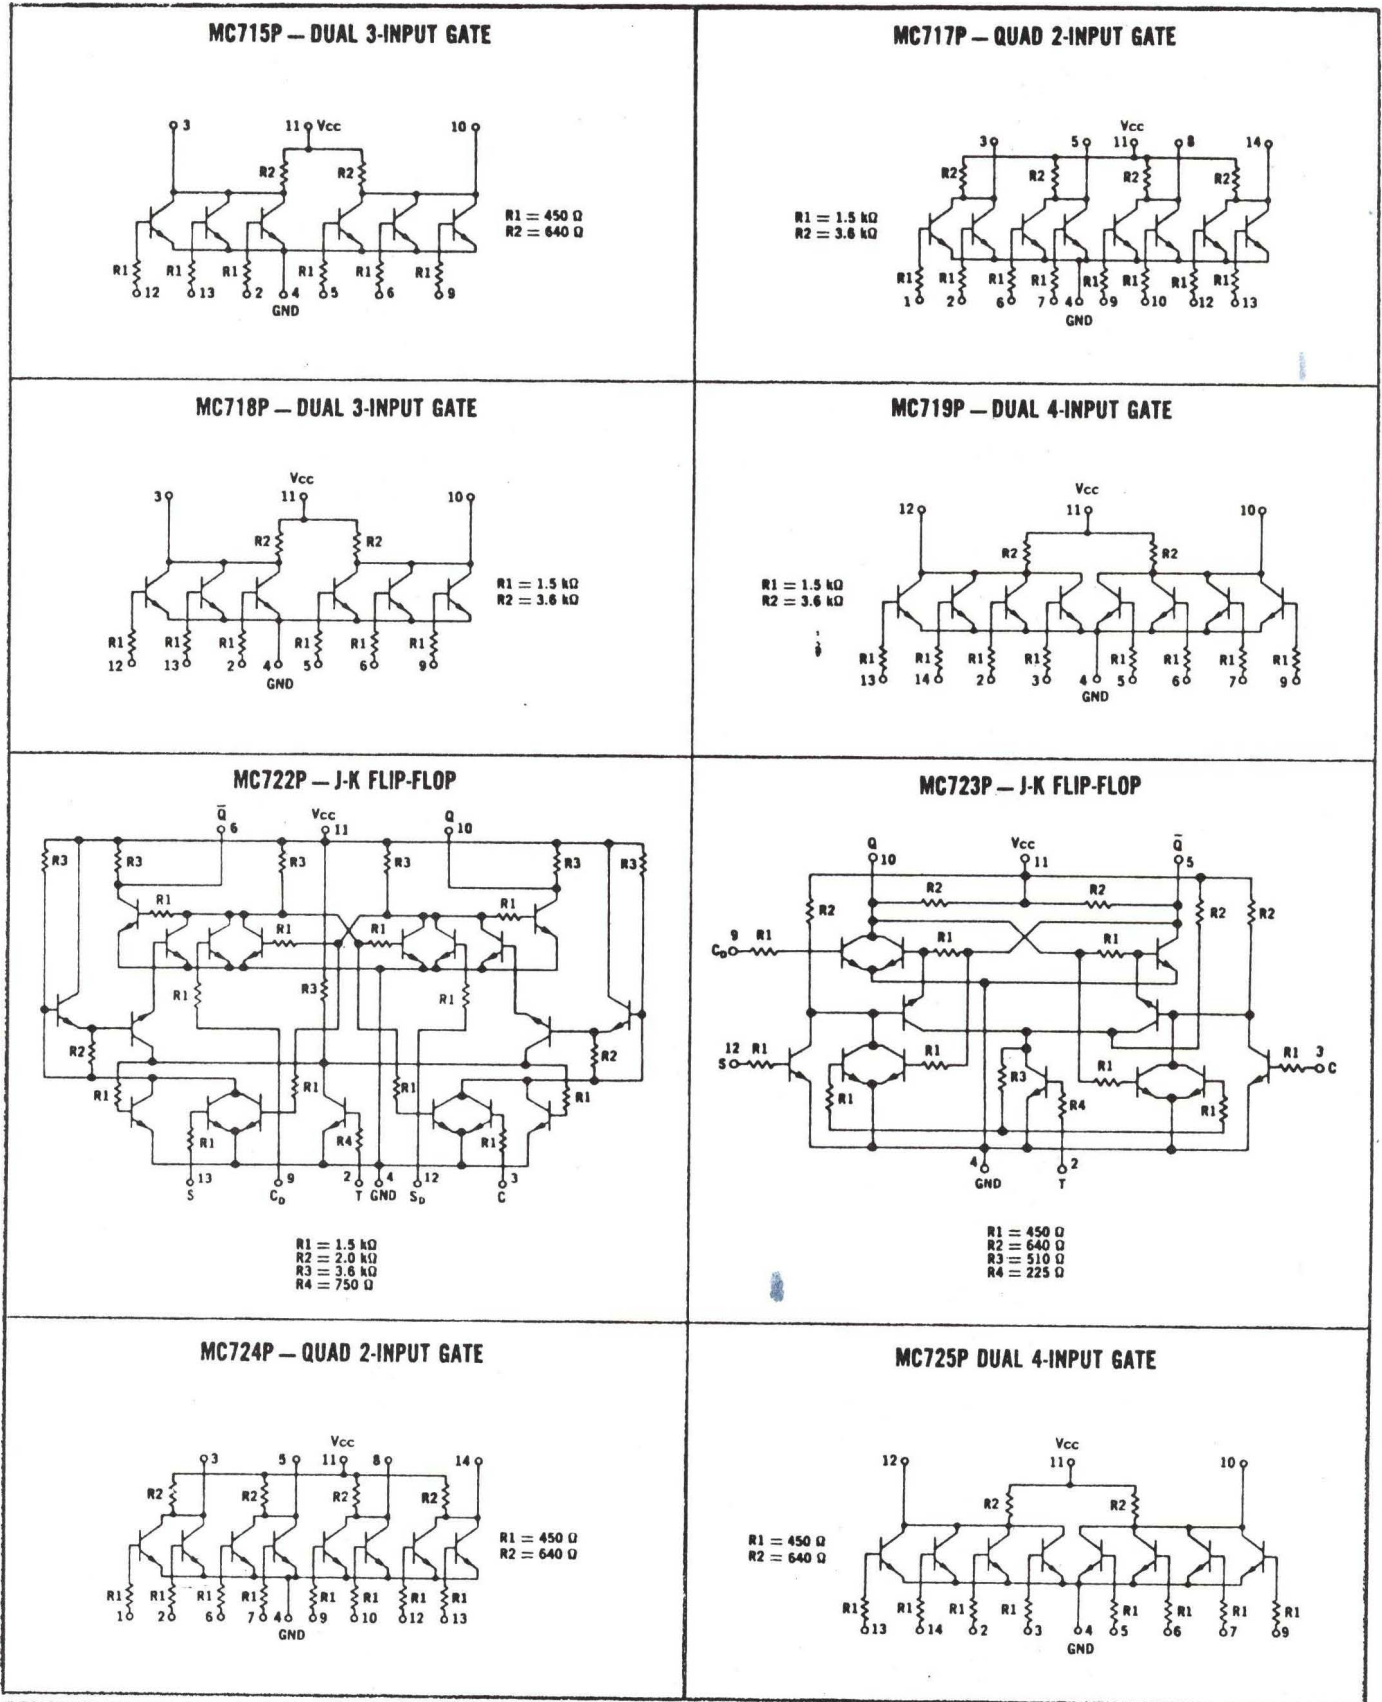 MC715P — DUAL 3-INPUT GATE
3 11 Vcc 10
R2 R2
R1 = 450 Ω
R2 = 640 Ω
R1 R1 R1 R1 R1 R1
12 13 2 4 5 6 9
GND
MC717P — QUAD 2-INPUT GATE
Vcc
3 5 11 8 14
R2 R2 R2 R2
R1 = 1.5 kΩ
R2 = 3.6 kΩ
R1 R1 R1 R1 R1 R1 R1 R1
1 2 6 7 4 9 10 12 13
GND
MC718P — DUAL 3-INPUT GATE
Vcc
3 11 10
R2 R2
R1 = 1.5 kΩ
R2 = 3.6 kΩ
R1 R1 R1 R1 R1 R1
12 13 2 4 5 6 9
GND
MC719P — DUAL 4-INPUT GATE
Vcc
12 11 10
R2 R2
R1 = 1.5 kΩ
R2 = 3.6 kΩ
R1 R1 R1 R1 R1 R1 R1 R1
13 14 2 3 4 5 6 7 9
GND
MC722P — J-K FLIP-FLOP
Q̅ Vcc Q
6 11 10
R3 R3 R3 R3 R3 R3
R1 R1
R1 R1
R1 R3 R1
R2 R2
R1 R1 R1 R1
R1 R4 R1
13 9 2 4 12 3
S CD T GND SD C
R1 = 1.5 kΩ
R2 = 2.0 kΩ
R3 = 3.6 kΩ
R4 = 750 Ω
MC723P — J-K FLIP-FLOP
Q Vcc Q̅
10 11 5
R2 R2
R2 R2 R2
9 R1 R1 R1
CD
12 R1 R1 R1 3
S C
R3 R1
R1 R4 R1
4 2
GND T
R1 = 450 Ω
R2 = 640 Ω
R3 = 510 Ω
R4 = 225 Ω
MC724P — QUAD 2-INPUT GATE
Vcc
3 5 11 8 14
R2 R2 R2 R2
R1 = 450 Ω
R2 = 640 Ω
R1 R1 R1 R1 R1 R1 R1 R1
1 2 6 7 4 9 10 12 13
GND
MC725P DUAL 4-INPUT GATE
Vcc
12 11 10
R2 R2
R1 = 450 Ω
R2 = 640 Ω
R1 R1 R1 R1 R1 R1 R1 R1
13 14 2 3 4 5 6 7 9
GND